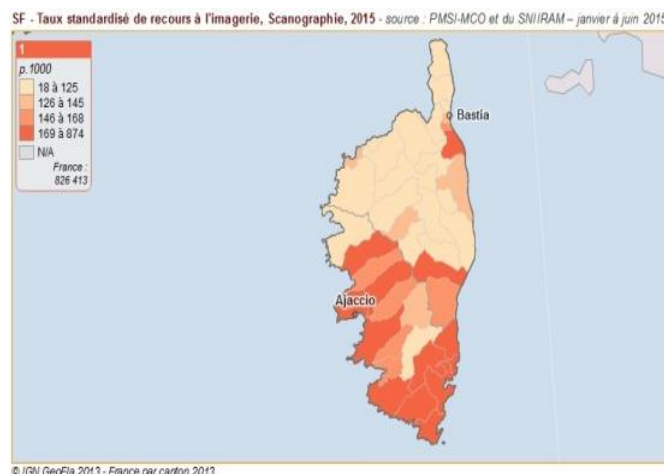 SF - Taux standardisé de recours à l'imagerie, Scanographie, 2015 - source : PMSI-MCO et du SNIIRAM – janvier à juin 2015
1
p.1000
18 à 125
126 à 145
146 à 168
169 à 874
N/A
France :
826 413
Bastia
Ajaccio
© IGN GeoFla 2013 - France par canton 2013